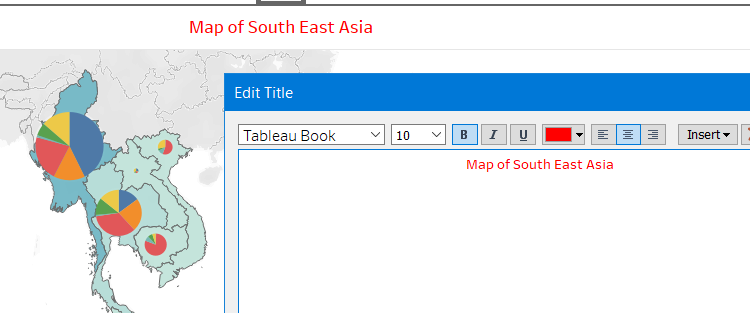 Map of South East Asia
Edit Title
Tableau Book 10 B I U Insert
Map of South East Asia